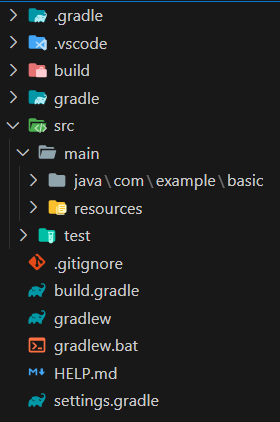 .gradle
.vscode
build
gradle
src
main
java\com\example\basic
resources
test
.gitignore
build.gradle
gradlew
gradlew.bat
HELP.md
settings.gradle